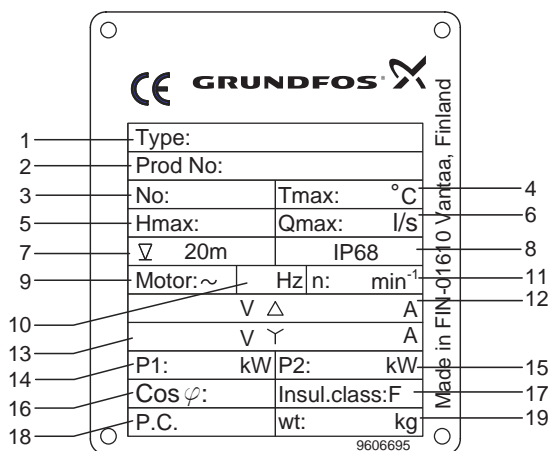 CE GRUNDFOS
1 Type:
2 Prod No:
3 No: Tmax: °C 4
5 Hmax: Qmax: l/s 6
7 20m IP68 8
9 Motor:~ Hz n: min⁻¹ 11
10 V △ A 12
13 V Y A
14 P1: kW P2: kW 15
16 Cos φ: Insul.class:F 17
18 P.C. wt: kg 19
9606695
Made in FIN-01610 Vantaa, Finland